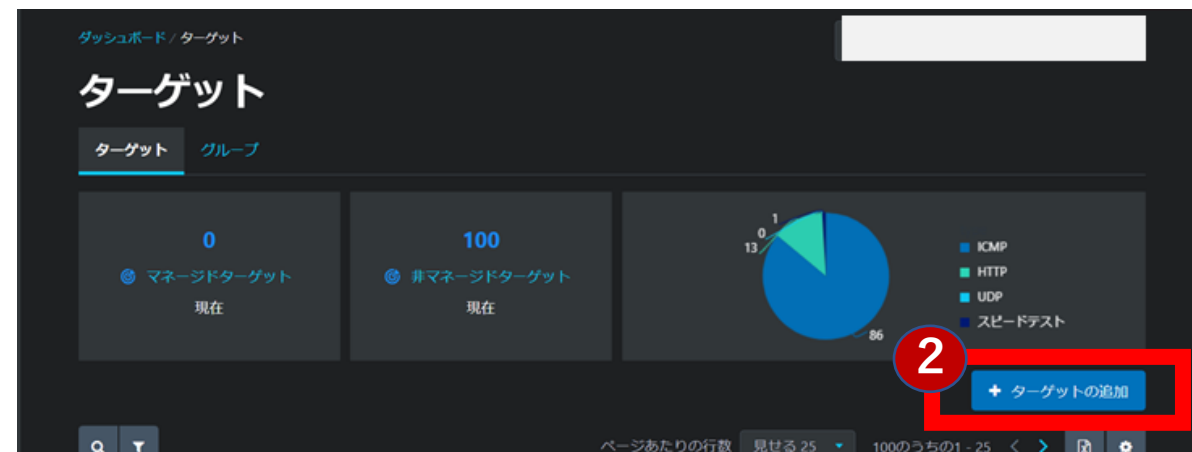 ダッシュボード / ターゲット
ターゲット
ターゲット グループ
0
マネージドターゲット
現在
100
非マネージドターゲット
現在
1
0
13
86
ICMP
HTTP
UDP
スピードテスト
2
+ ターゲットの追加
ページあたりの行数 見せる 25 100のうちの1 - 25